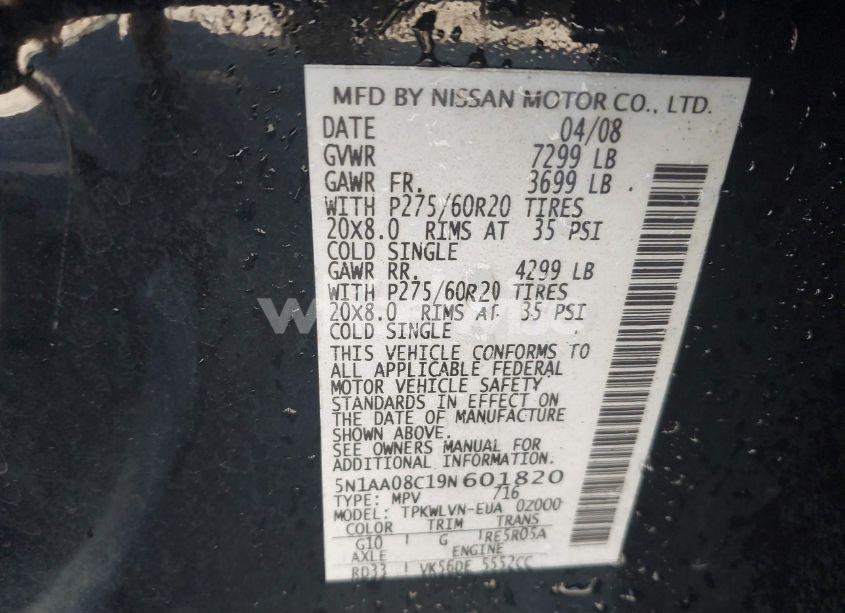 MFD BY NISSAN MOTOR CO., LTD.
DATE 04/08
GVWR 7299 LB
GAWR FR. 3699 LB
WITH P275/60R20 TIRES
20X8.0 RIMS AT 35 PSI
COLD SINGLE
GAWR RR. 4299 LB
WITH P275/60R20 TIRES
20X8.0 RIMS AT 35 PSI
COLD SINGLE
THIS VEHICLE CONFORMS TO
ALL APPLICABLE FEDERAL
MOTOR VEHICLE SAFETY
STANDARDS IN EFFECT ON
THE DATE OF MANUFACTURE
SHOWN ABOVE.
SEE OWNERS MANUAL FOR
ADDITIONAL INFORMATION.
5N1AA08C19N601820
TYPE: MPV /16
MODEL: TPKWLVN-EUA 0Z000
COLOR TRIM TRANS
G10 G RE5R05A
AXLE ENGINE
RD33 VK56DE 5552CC